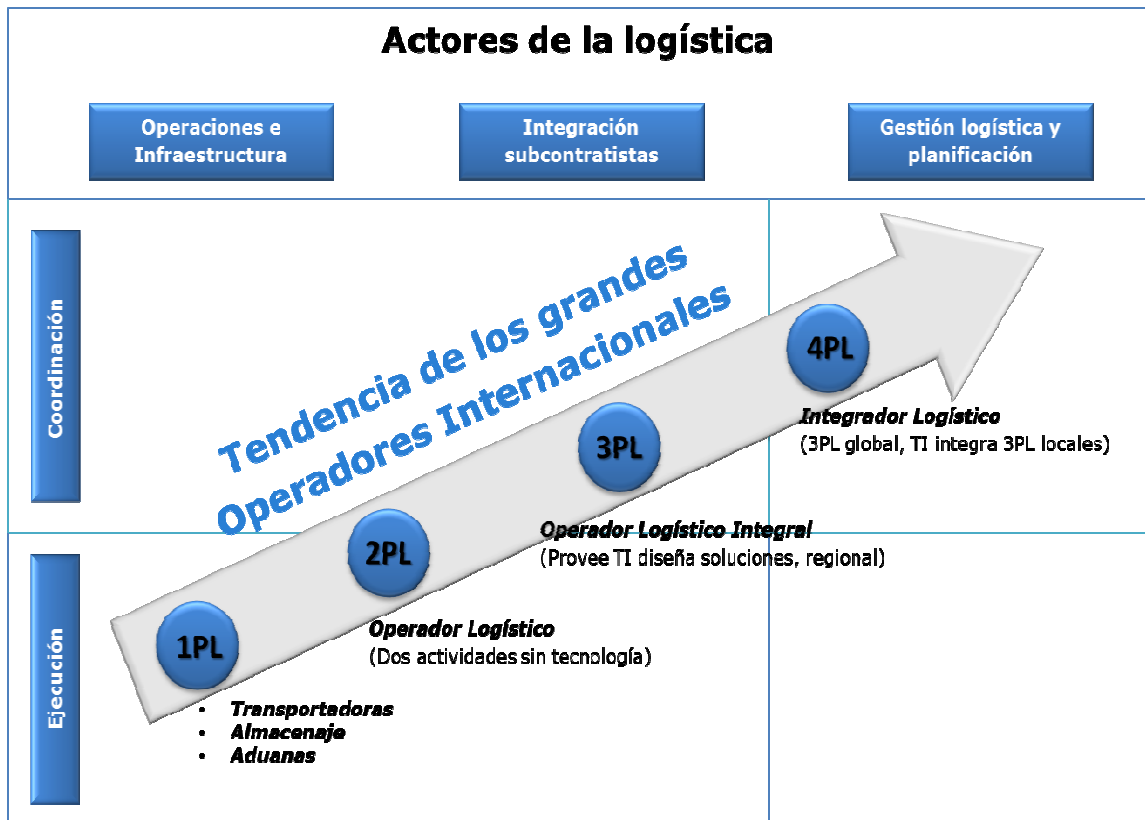 Actores de la logística
Operaciones e
Infraestructura
Integración
subcontratistas
Gestión logística y
planificación
Coordinación
Tendencia de los grandes
Operadores Internacionales
4PL
Integrador Logístico
(3PL global, TI integra 3PL locales)
3PL
Operador Logístico Integral
(Provee TI diseña soluciones, regional)
Ejecución
2PL
Operador Logístico
(Dos actividades sin tecnología)
1PL
• Transportadoras
• Almacenaje
• Aduanas